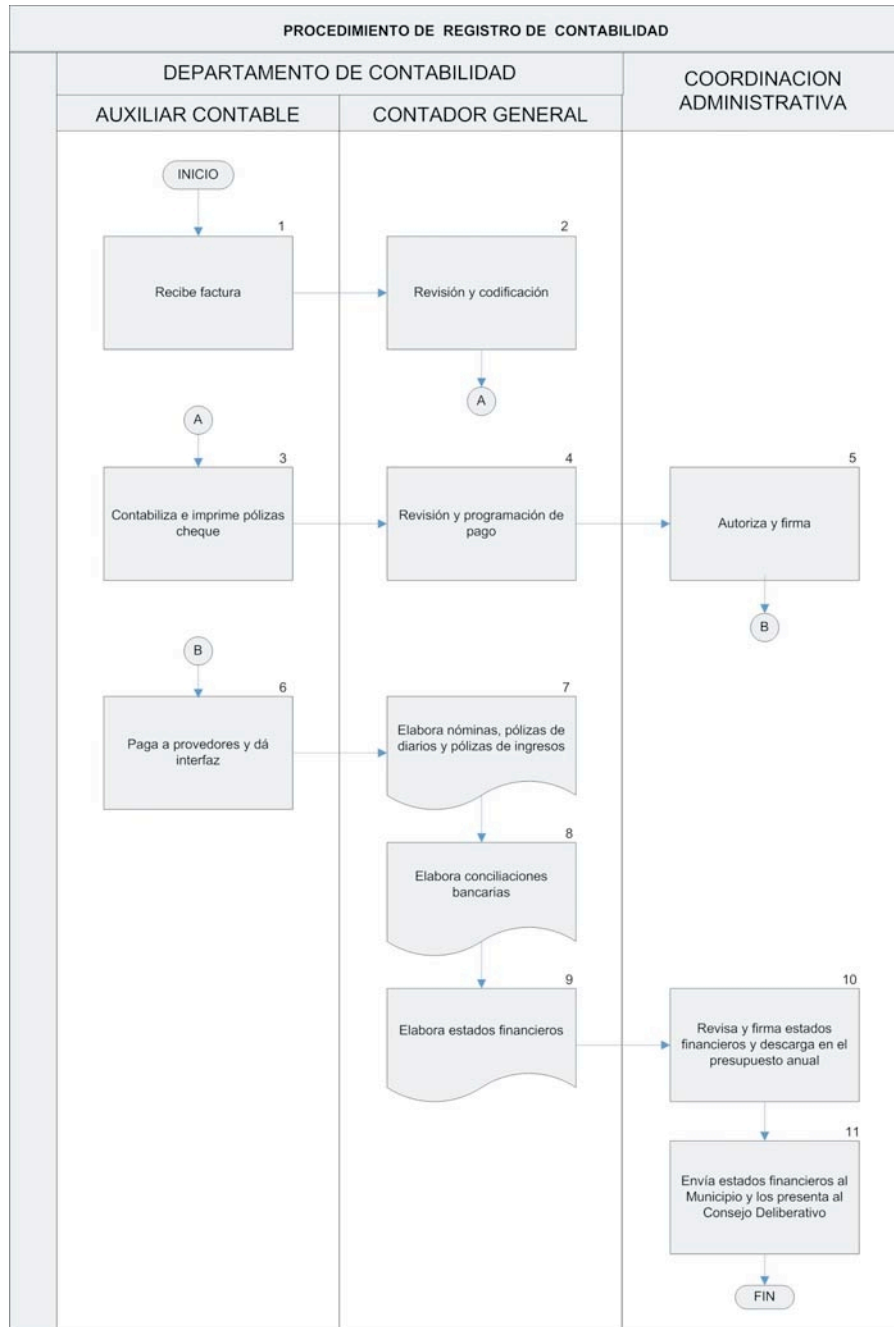 PROCEDIMIENTO DE REGISTRO DE CONTABILIDAD
DEPARTAMENTO DE CONTABILIDAD
COORDINACION
ADMINISTRATIVA
AUXILIAR CONTABLE
CONTADOR GENERAL
INICIO
1
Recibe factura
2
Revisión y codificación
A
A
3
Contabiliza e imprime pólizas
cheque
4
Revisión y programación de
pago
5
Autoriza y firma
B
B
6
Paga a provedores y dá
interfaz
7
Elabora nóminas, pólizas de
diarios y pólizas de ingresos
8
Elabora conciliaciones
bancarias
9
Elabora estados financieros
10
Revisa y firma estados
financieros y descarga en el
presupuesto anual
11
Envía estados financieros al
Municipio y los presenta al
Consejo Deliberativo
FIN